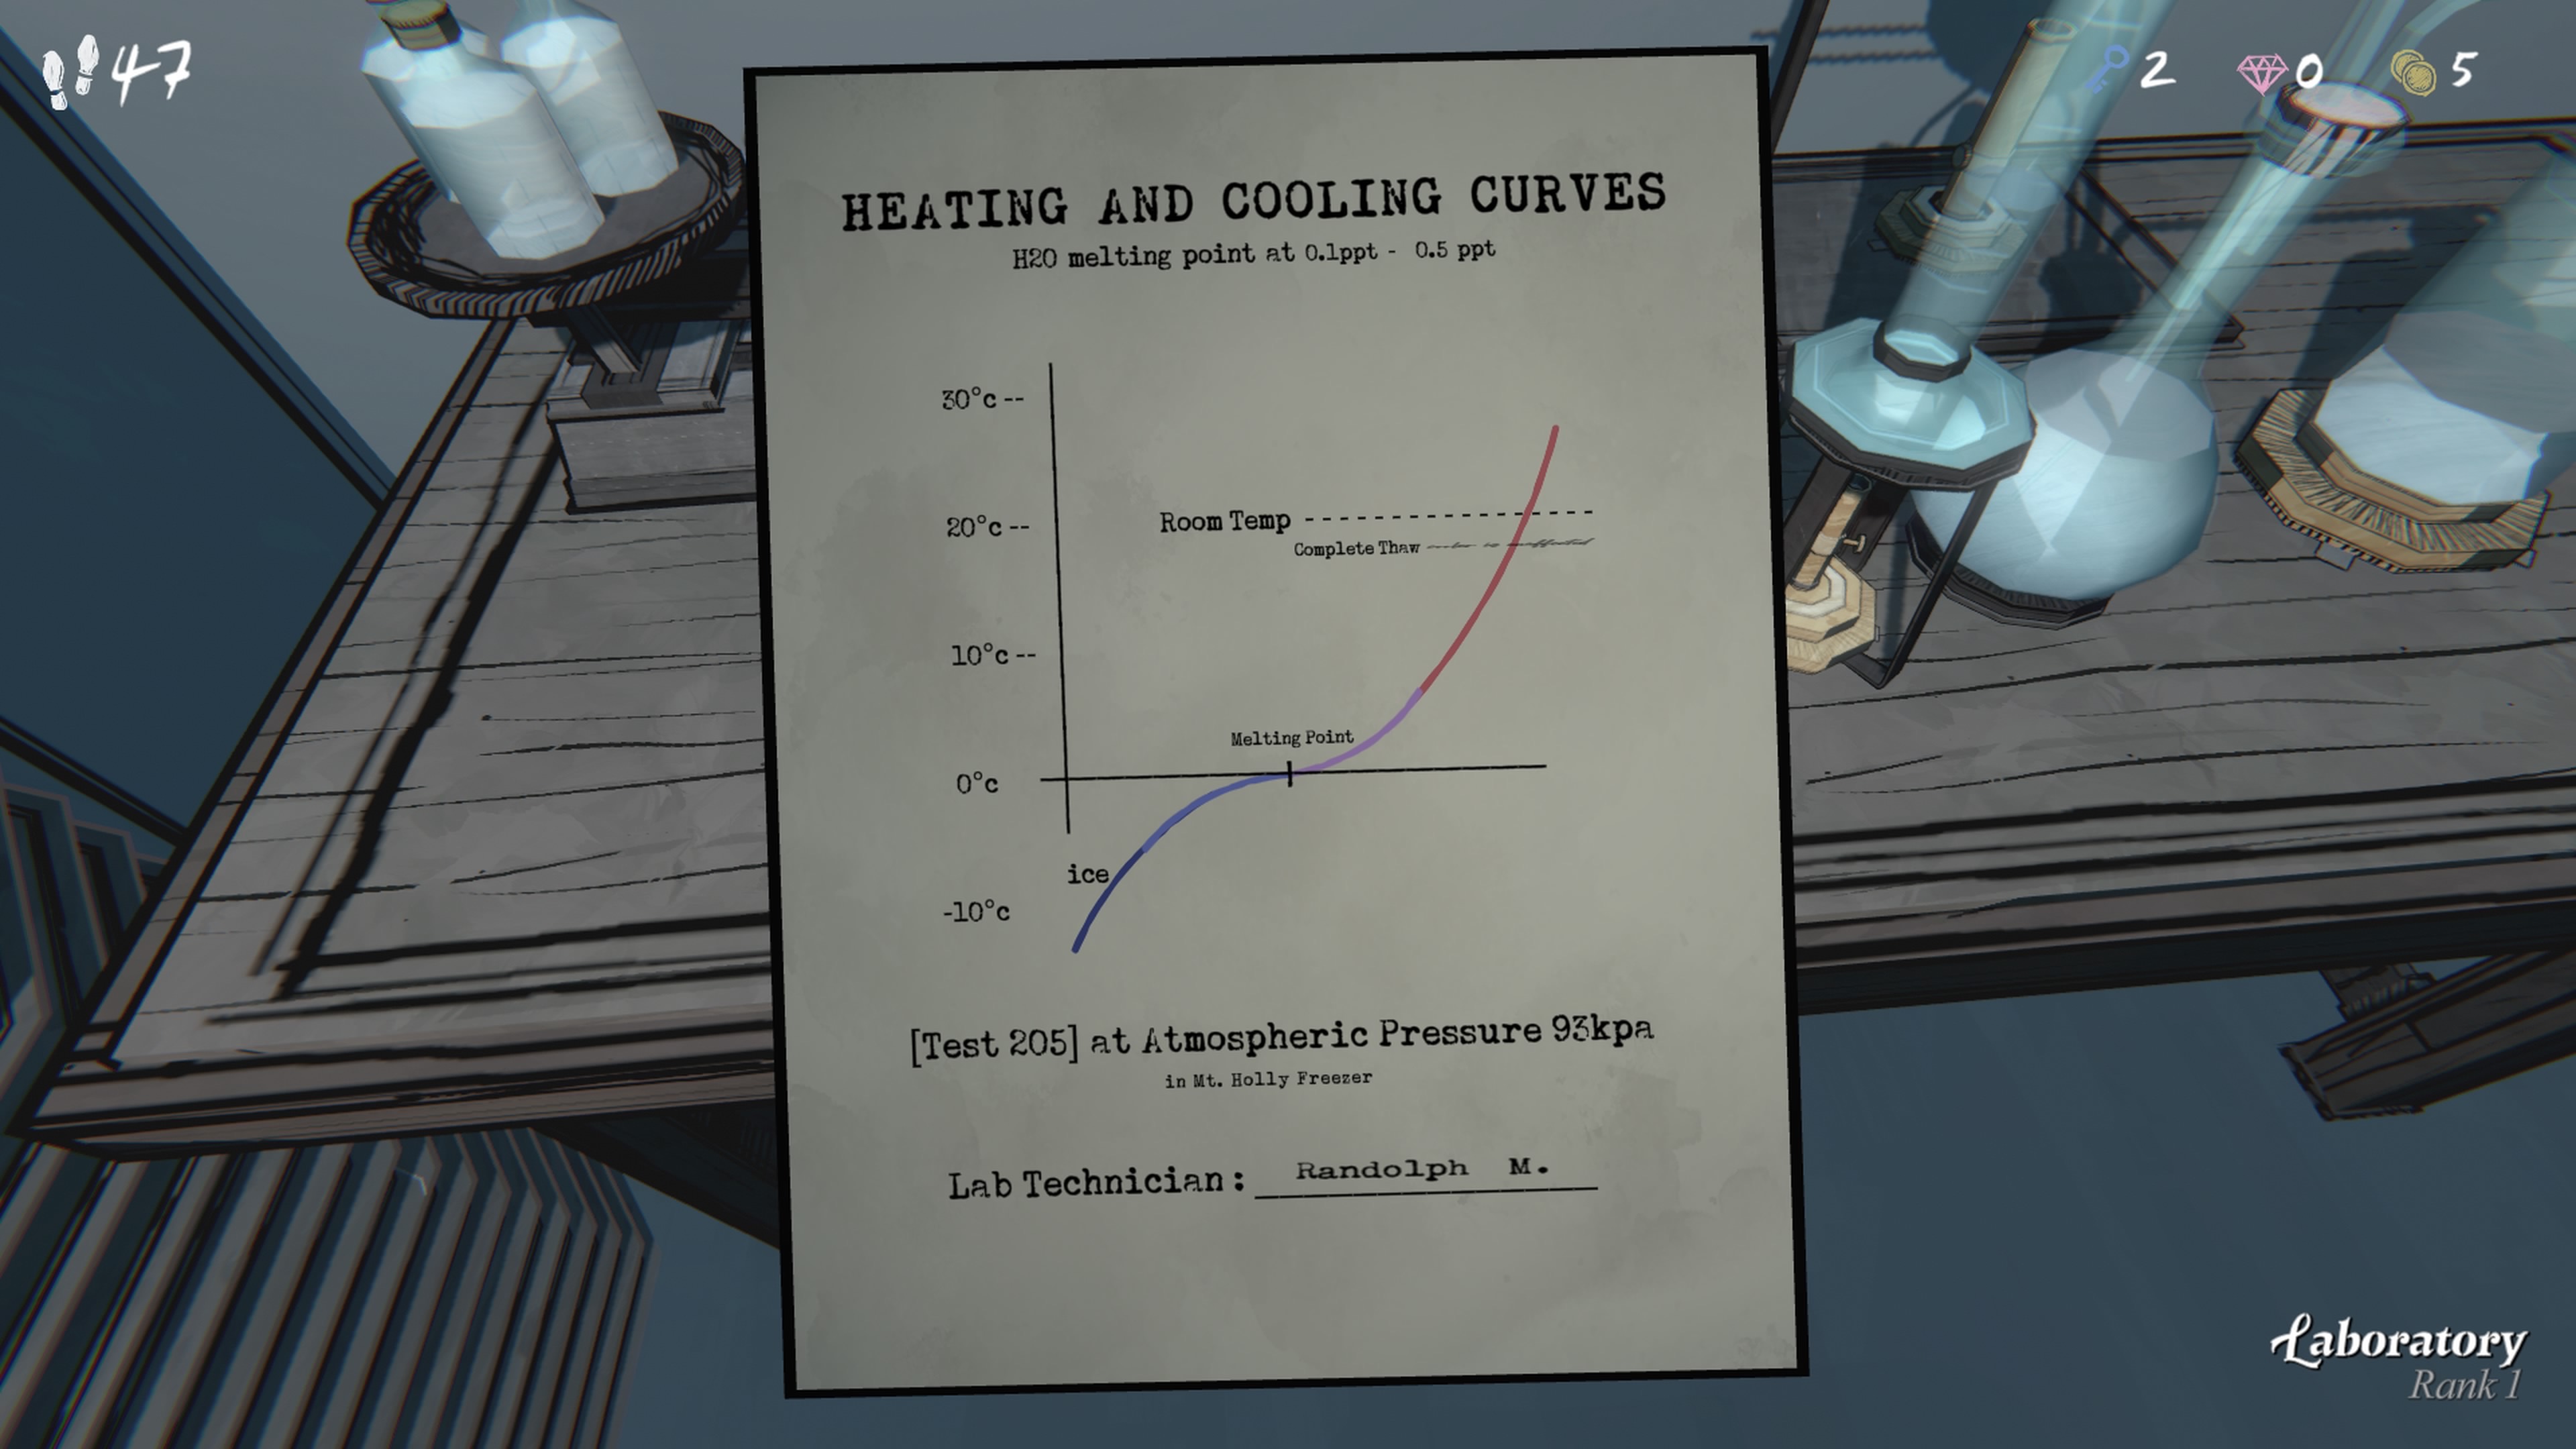 47
2
0
5
HEATING AND COOLING CURVES
H2O melting point at 0.1ppt - 0.5 ppt
30°c --
20°c --
Room Temp
Complete Thaw
10°c --
Melting Point
0°c
ice
-10°c
[Test 205] at Atmospheric Pressure 93kpa
in Mt. Holly Freezer
Lab Technician: Randolph M.
Laboratory
Rank 1